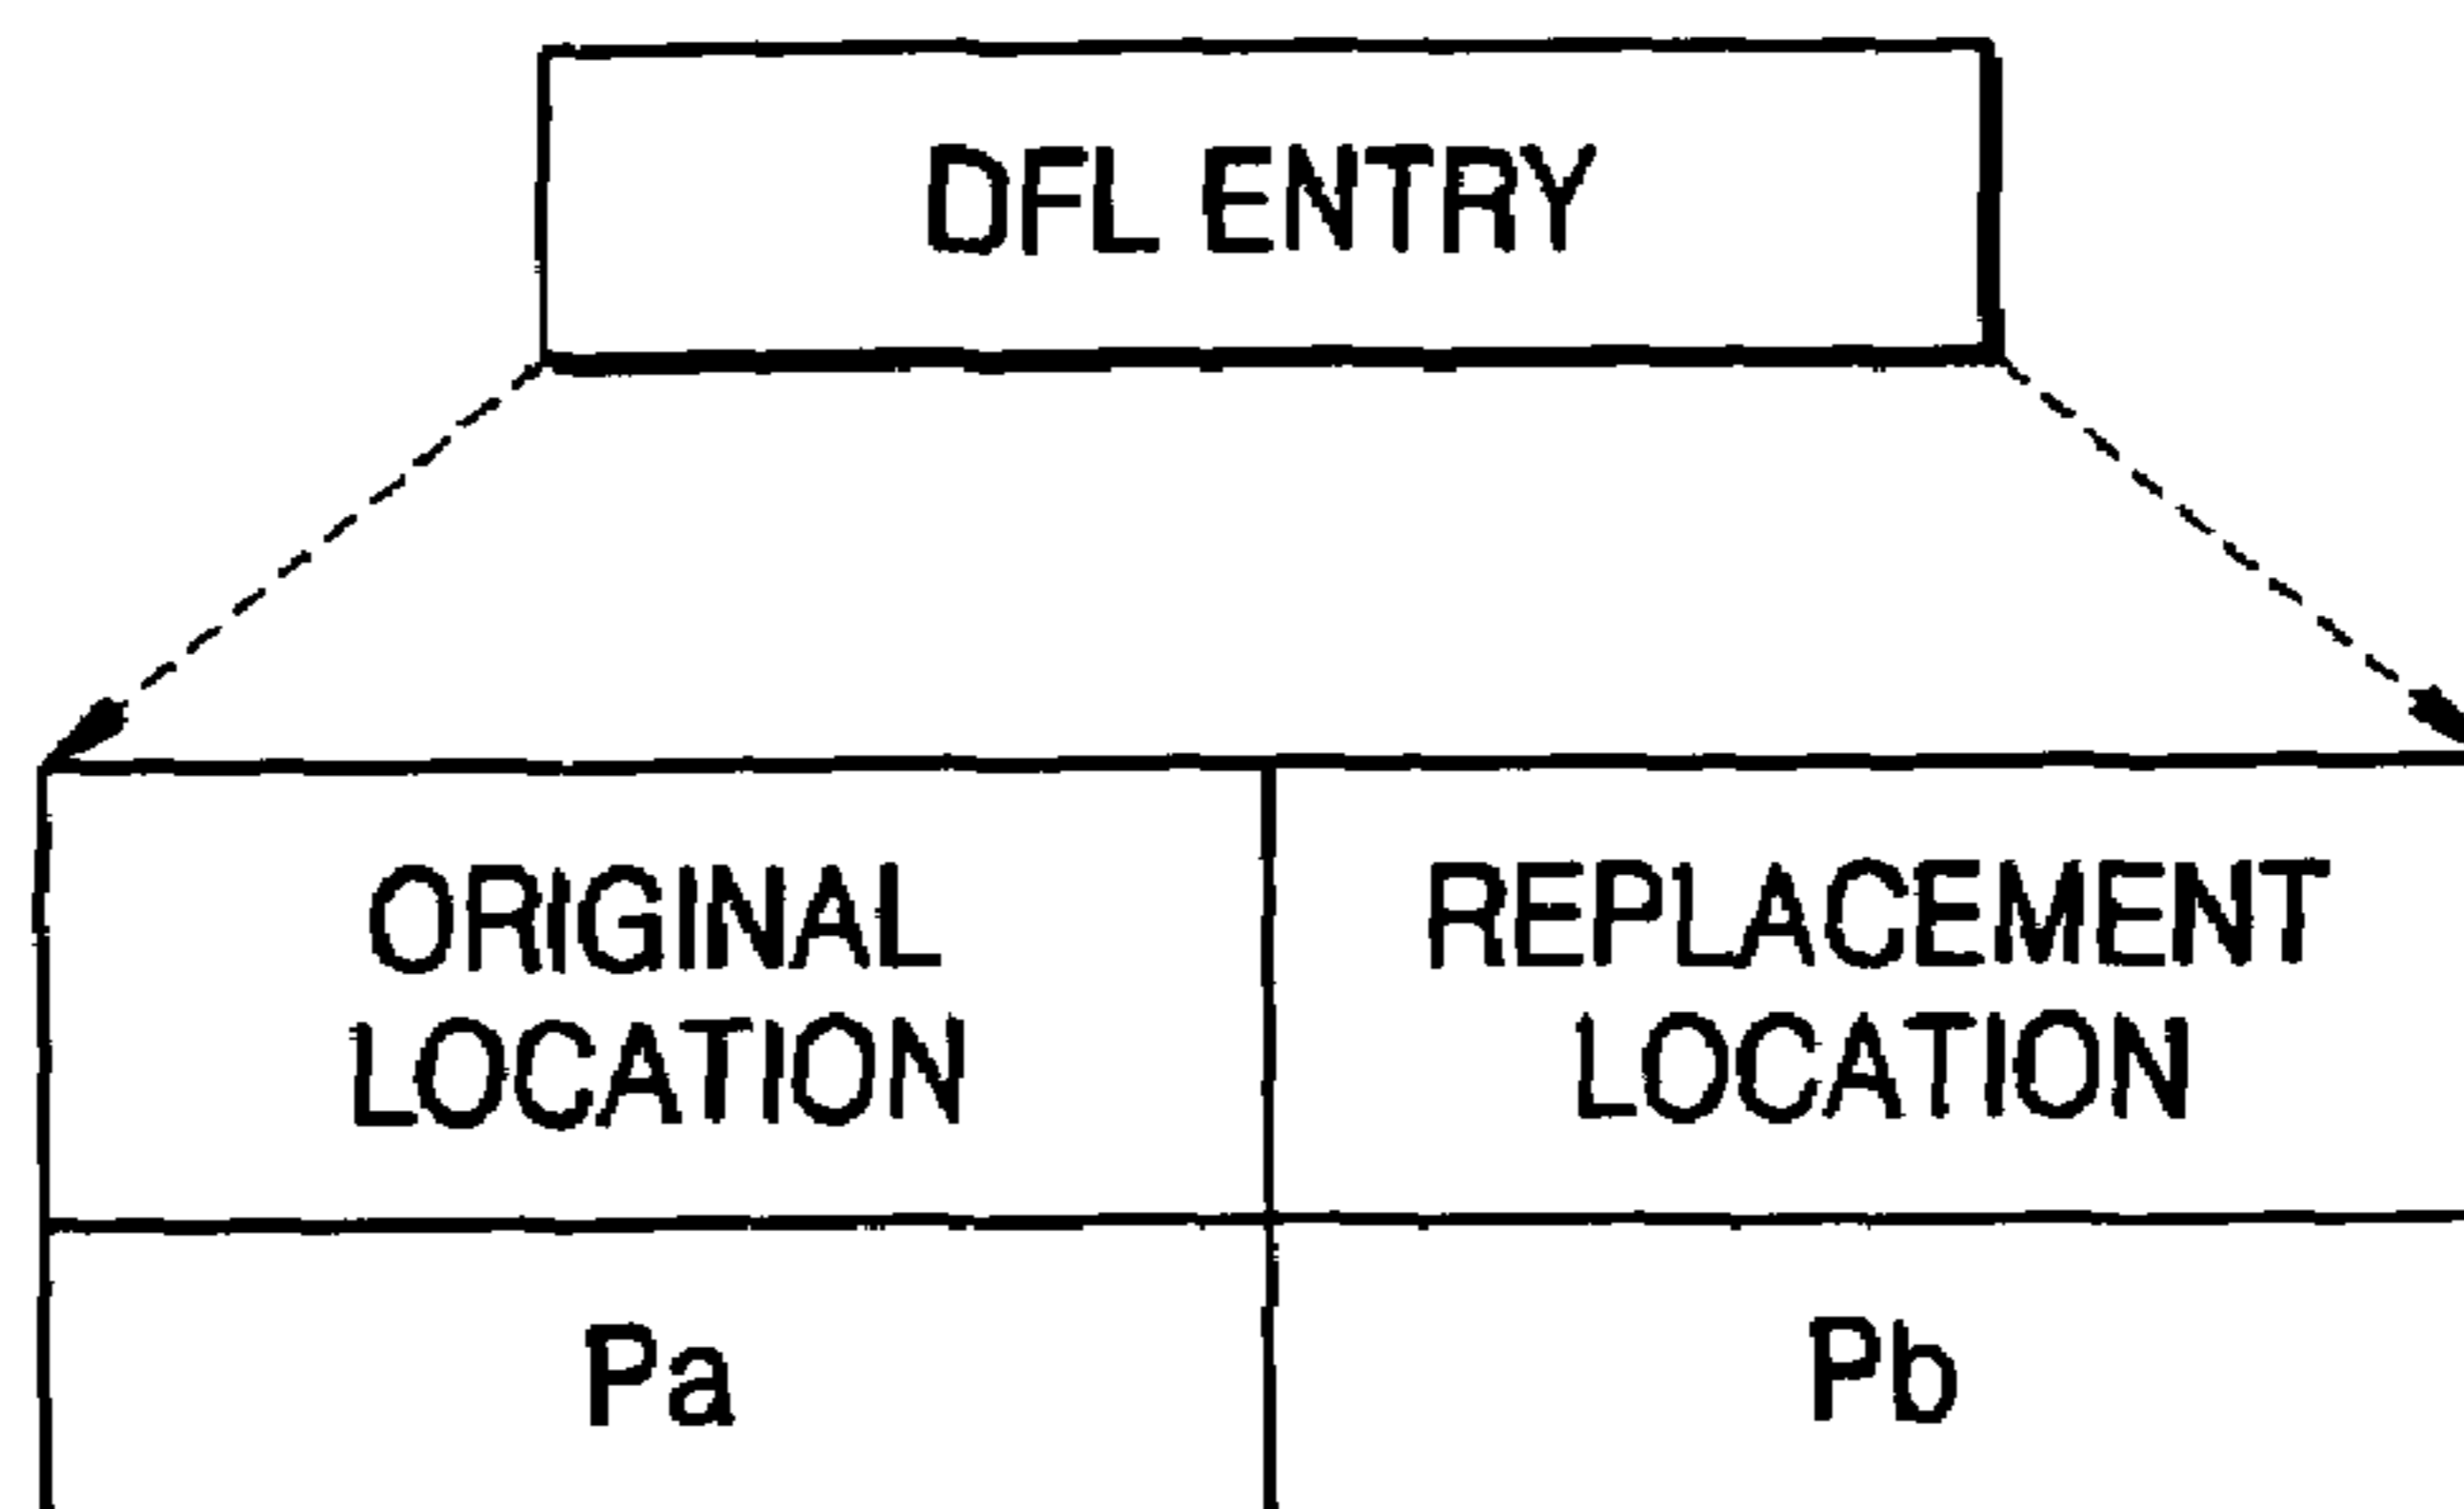 DFL ENTRY
ORIGINAL
LOCATION
REPLACEMENT
LOCATION
Pa
Pb